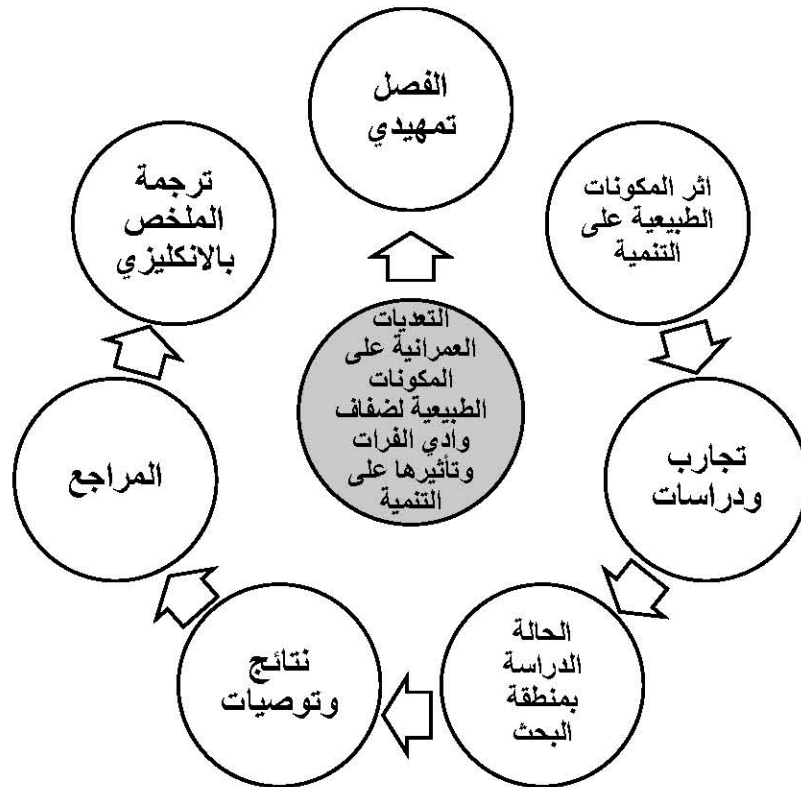 الفصل
تمهيدي
اثر المكونات
الطبيعية على
التنمية
تجارب
ودراسات
الحالة
الدراسة
بمنطقة
البحث
نتائج
وتوصيات
المراجع
ترجمة
الملخص
بالانكليزي
التعديات
العمرانية على
المكونات
الطبيعية لضفاف
وادي الفرات
وتأثيرها على
التنمية